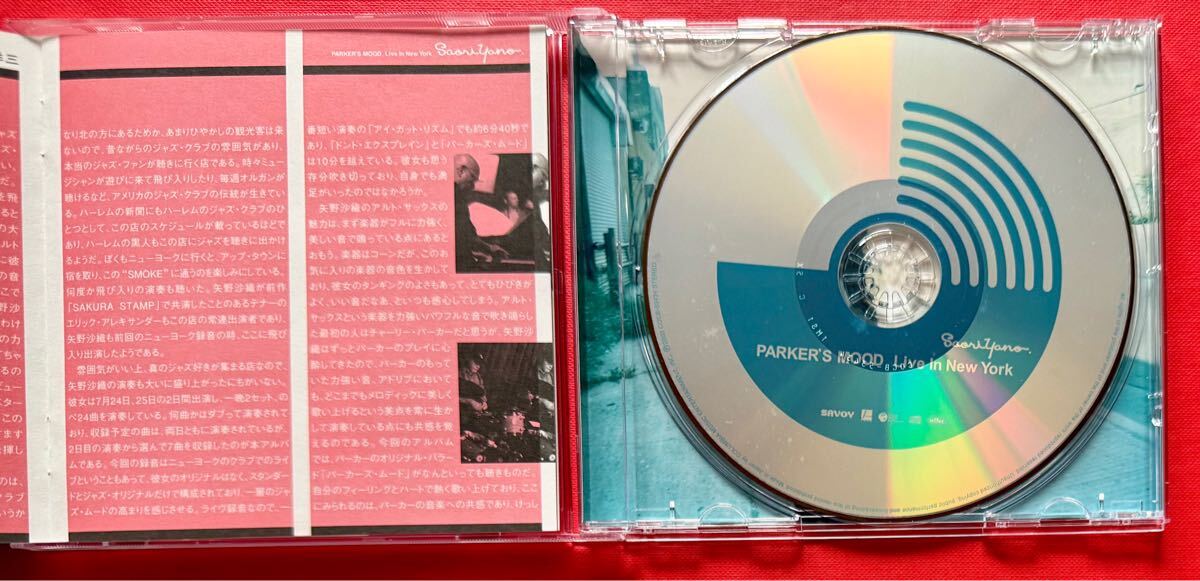 PARKER'S MOOD Live in New York Saori Yano.
なり北の方にあるためか、あまりひやかしの観光客は来
ないので、昔ながらのジャズ・クラブの雰囲気があり、
本当のジャズ・ファンが聴きに行く店である。時々ミュー
ジシャンが遊びに来て飛び入りしたり、毎週オルガンが
聴けるなど、アメリカのジャズ・クラブの伝統が生きてい
る。ハーレムの新聞にもハーレムのジャズ・クラブのひ
とつとして、この店のスケジュールが載っているほどで
あり、ハーレムの黒人もこの店にジャズを聴きに出かけ
るようだ。ぼくもニューヨークに行くと、アップ・タウンに
宿を取り、この“SMOKE”に通うのを楽しみにしている。
何度か飛び入りの演奏も聴いた。矢野沙織が前作
「SAKURA STAMP」で共演したことのあるテナーの
エリック・アレキサンダーもこの店の常連出演者であり、
矢野沙織も前回のニューヨーク録音の時、ここに飛び
入り出演したようである。
雰囲気がいい上、真のジャズ好きが集まる店なので、
矢野沙織の演奏も大いに盛り上がったにちがいない。
彼女は7月24日、25日の2日間出演し、一晩2セット、の
べ24曲を演奏している。何曲かはダブって演奏されて
おり、収録予定の曲は、両日ともに演奏されているが、
2日目の演奏から選んで7曲を収録したのが本アルバ
ムである。今回の録音はニューヨークのクラブでのライ
ヴということもあって、彼女のオリジナルはなく、スタンダー
ドとジャズ・オリジナルだけで構成されており、一層のジャ
ズ・ムードの高まりを感じさせる。ライヴ録音なので、一
番短い演奏の「アイ・ガット・リズム」でも約6分40秒で
あり、「ドント・エクスプレイン」と「パーカーズ・ムード」
は10分を越えている。彼女も思う
存分吹き切っており、自身でも満
足がいったのではなかろうか。
矢野沙織のアルト・サックスの
魅力は、まず楽器がフルに力強く、
美しい音で鳴っている点にあると
おもう。楽器はコーンだが、このお
気に入りの楽器の音色を生かして
おり、彼女のタンギングのよさもあって、とてもひびきが
よく、いい音だなあ、といつも感心してしまう。アルト・
サックスという楽器を力強いパワフルな音で吹き鳴らし
た最初の人はチャーリー・パーカーだと思うが、矢野沙
織はずっとパーカーのプレイに心
酔してきたので、パーカーのもって
いた力強い音、アドリブにおいて
も、どこまでもメロディックに美しく
歌い上げるという美点を常に生か
して演奏している点にも共感を覚
えるのである。今回のアルバム
では、パーカーのオリジナル・バラー
ド「パーカーズ・ムード」がなんといっても聴きものだ。
自分のフィーリングとハートで熱く歌い上げており、ここ
にみられるのは、パーカーの音楽への共感であり、けっし
Saori Yano.
PARKER'S MOOD Live in New York
SAVOY